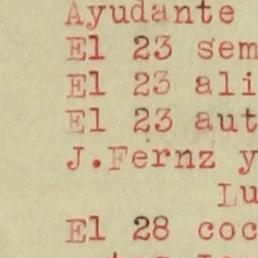 Ayudante
El 23 sem
El 23 ali
El 23 aut
J.Fernz y
Lu
El 28 coc